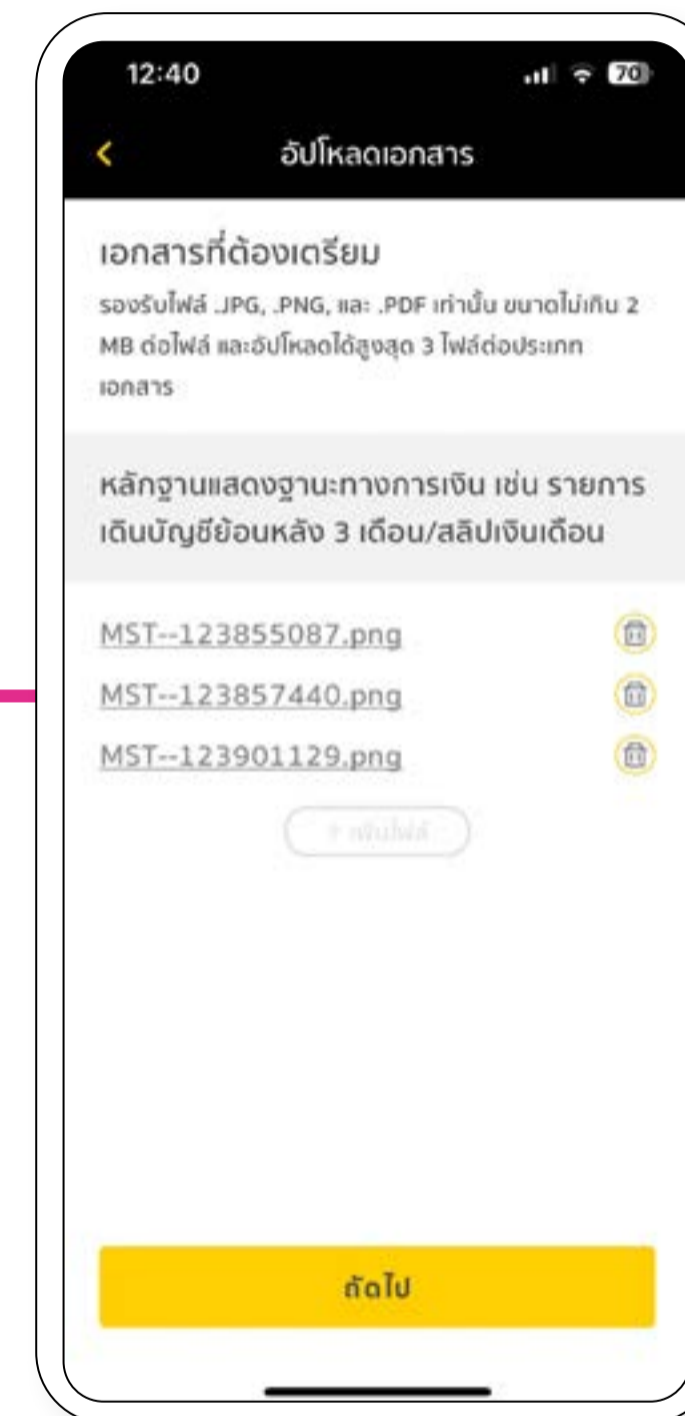 12:40
70
อัปโหลดเอกสาร
เอกสารที่ต้องเตรียม
รองรับไฟล์ .JPG, .PNG, และ .PDF เท่านั้น ขนาดไม่เกิน 2
MB ต่อไฟล์ และอัปโหลดได้สูงสุด 3 ไฟล์ต่อประเภท
เอกสาร
หลักฐานแสดงฐานะทางการเงิน เช่น รายการ
เดินบัญชีย้อนหลัง 3 เดือน/สลิปเงินเดือน
MST--123855087.png
MST--123857440.png
MST--123901129.png
+ เพิ่มไฟล์
ถัดไป